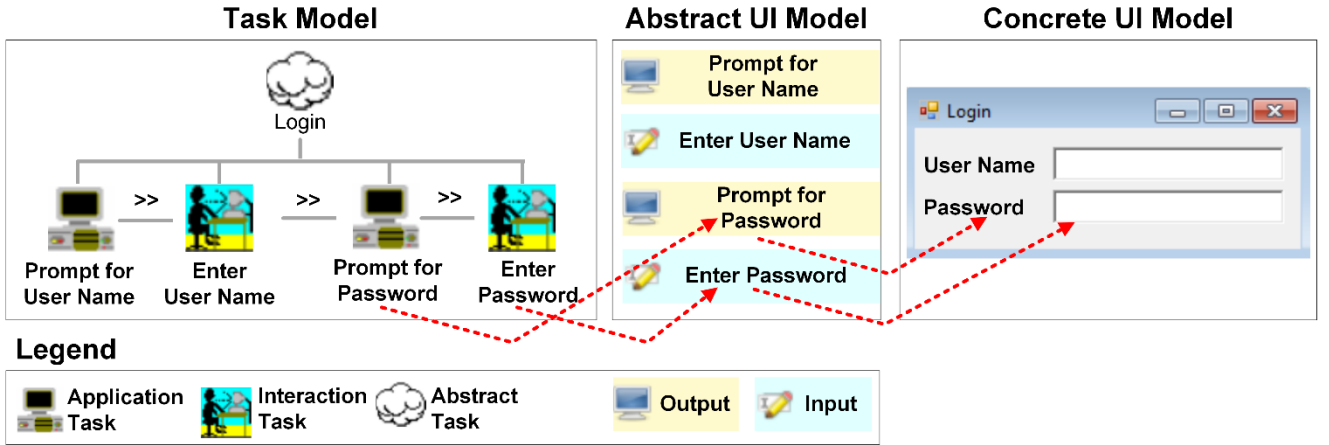 Task Model
Abstract UI Model
Concrete UI Model
Login
>>
>>
>>
Prompt for
User Name
Enter
User Name
Prompt for
Password
Enter
Password
Prompt for
User Name
Enter User Name
Prompt for
Password
Enter Password
Login
User Name
Password
Legend
Application
Task
Interaction
Task
Abstract
Task
Output
Input